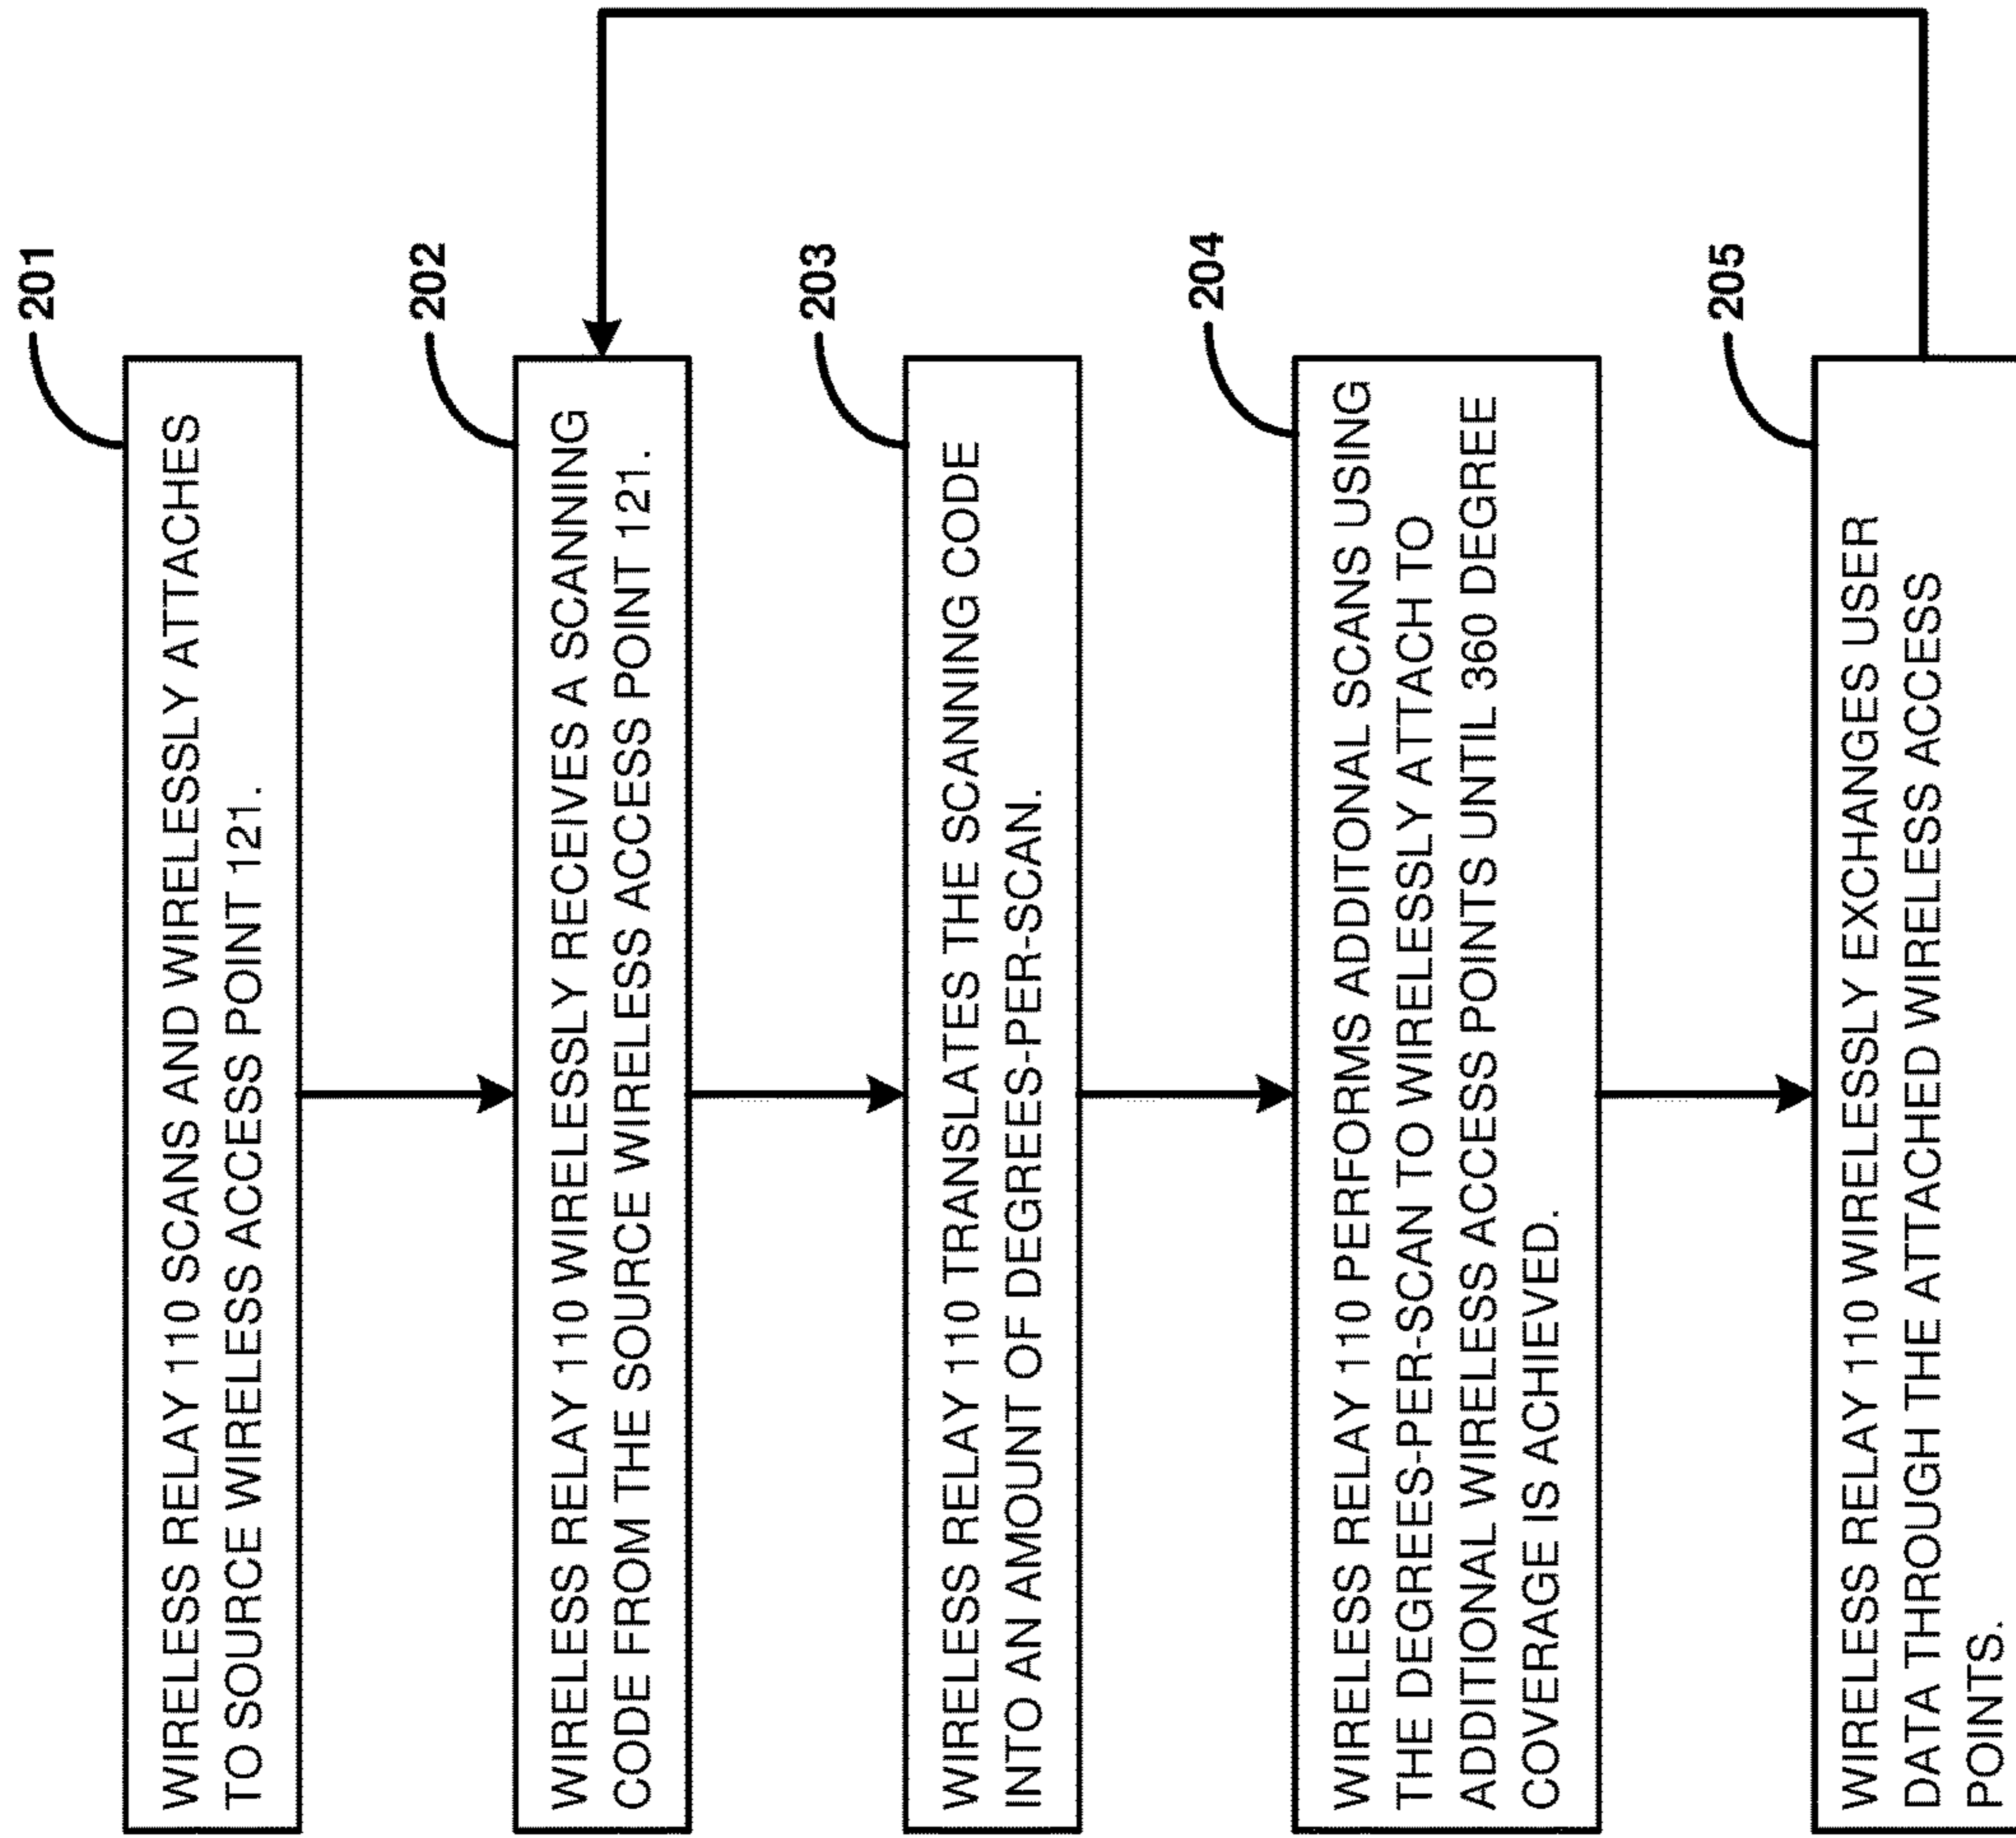 201
WIRELESS RELAY 110 SCANS AND WIRELESSLY ATTACHES
TO SOURCE WIRELESS ACCESS POINT 121.
202
WIRELESS RELAY 110 WIRELESSLY RECEIVES A SCANNING
CODE FROM THE SOURCE WIRELESS ACCESS POINT 121.
203
WIRELESS RELAY 110 TRANSLATES THE SCANNING CODE
INTO AN AMOUNT OF DEGREES-PER-SCAN.
204
WIRELESS RELAY 110 PERFORMS ADDITONAL SCANS USING
THE DEGREES-PER-SCAN TO WIRELESSLY ATTACH TO
ADDITIONAL WIRELESS ACCESS POINTS UNTIL 360 DEGREE
COVERAGE IS ACHIEVED.
205
WIRELESS RELAY 110 WIRELESSLY EXCHANGES USER
DATA THROUGH THE ATTACHED WIRELESS ACCESS
POINTS.